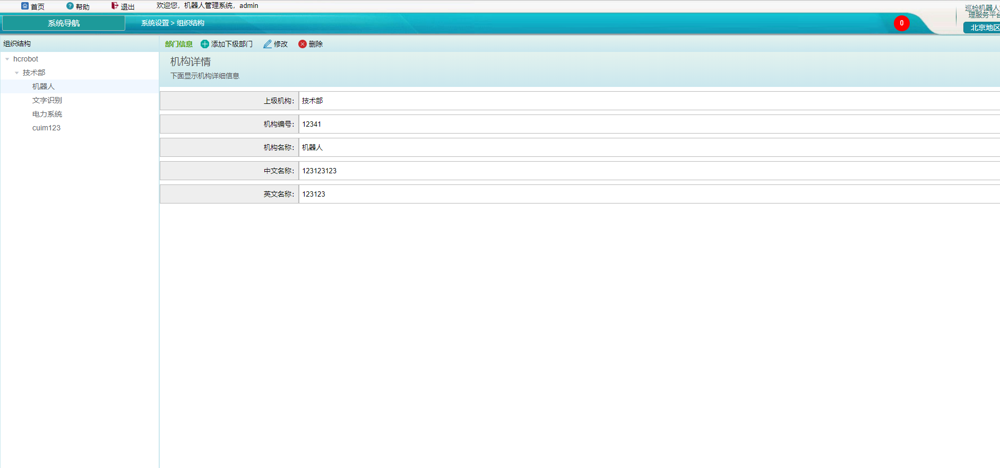 首页 帮助 退出 欢迎您，机器人管理系统，admin
巡检机器人
理服务平台
系统导航 系统设置 > 组织结构 0 北京地区
组织结构 部门信息 添加下级部门 修改 删除
hcrobot
技术部
机器人
文字识别
电力系统
cuim123
机构详情
下面显示机构详细信息
上级机构： 技术部
机构编号： 12341
机构名称： 机器人
中文名称： 123123123
英文名称： 123123